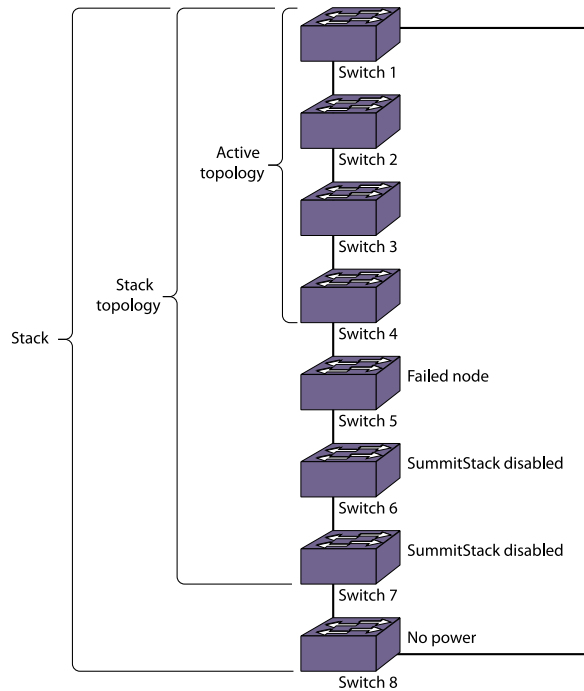 Switch 1
Switch 2
Active
topology
Switch 3
Stack
topology
Switch 4
Stack
Failed node
Switch 5
SummitStack disabled
Switch 6
SummitStack disabled
Switch 7
No power
Switch 8